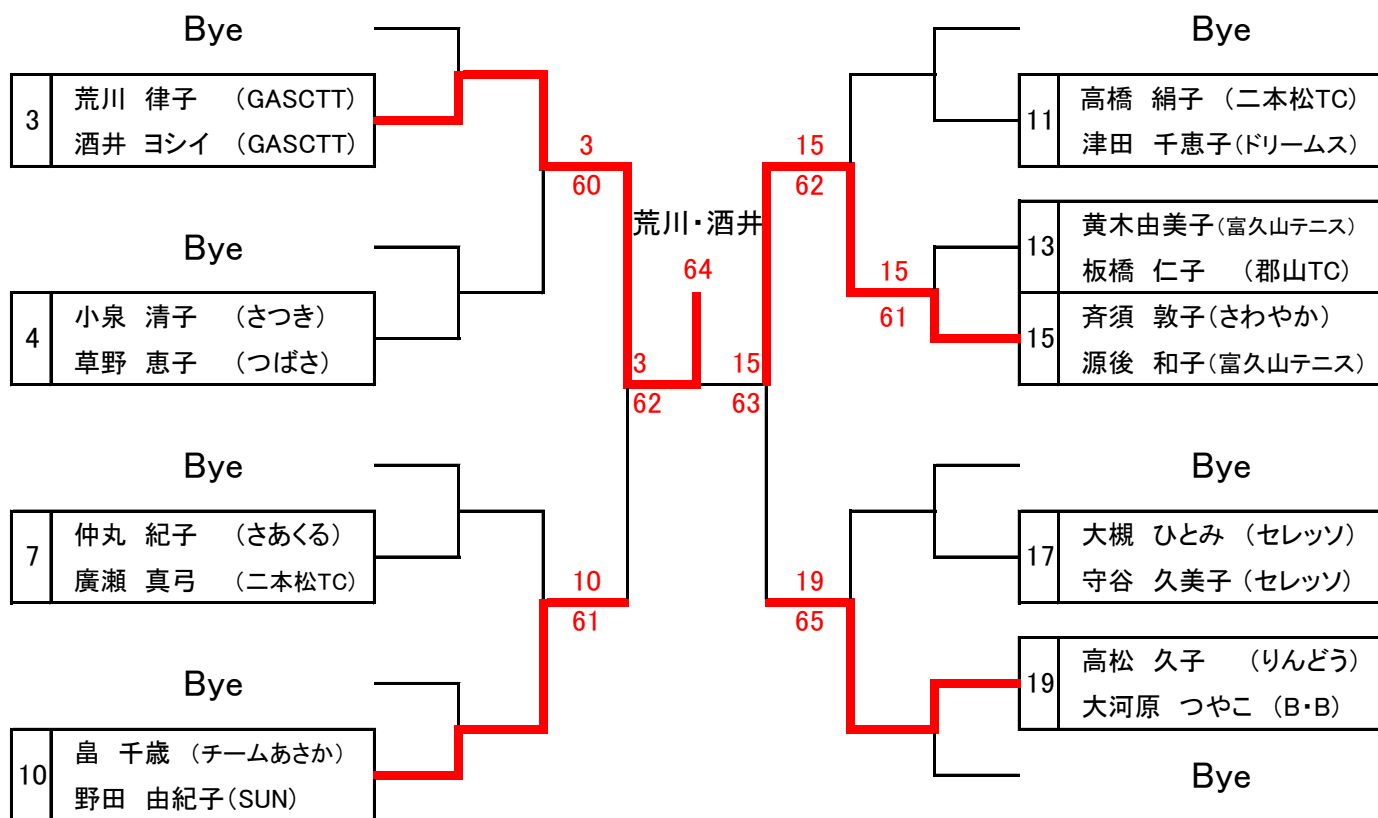 Bye
3
荒川 律子 (GASCTT)
酒井 ヨシイ (GASCTT)
Bye
4
小泉 清子 (さつき)
草野 恵子 (つばさ)
Bye
7
仲丸 紀子 (さあくる)
廣瀬 真弓 (二本松TC)
Bye
10
畠 千歳 (チームあさか)
野田 由紀子(SUN)
3
60
10
61
3
62
荒川・酒井
64
15
63
15
62
15
61
19
65
Bye
11
高橋 絹子 (二本松TC)
津田 千恵子(ドリームス)
13
黄木由美子(富久山テニス)
板橋 仁子 (郡山TC)
15
斉須 敦子(さわやか)
源後 和子(富久山テニス)
Bye
17
大槻 ひとみ (セレッソ)
守谷 久美子 (セレッソ)
19
高松 久子 (りんどう)
大河原 つやこ (B・B)
Bye